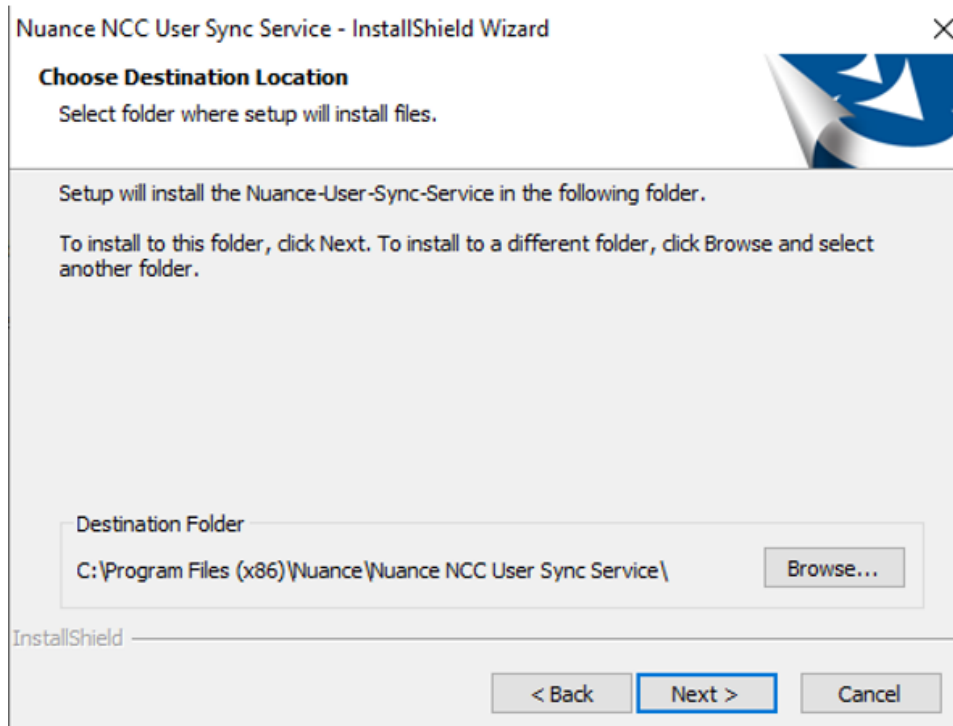 Nuance NCC User Sync Service - InstallShield Wizard
Choose Destination Location
Select folder where setup will install files.
Setup will install the Nuance-User-Sync-Service in the following folder.
To install to this folder, click Next. To install to a different folder, click Browse and select
another folder.
Destination Folder
C:\Program Files (x86)\Nuance\Nuance NCC User Sync Service\
Browse...
InstallShield
< Back
Next >
Cancel